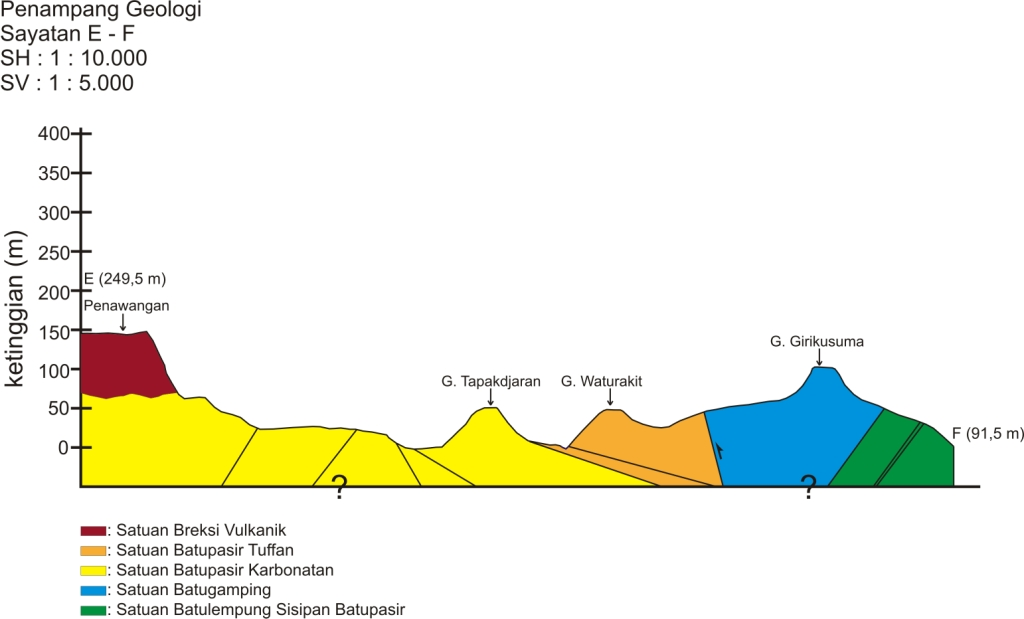 Penampang Geologi
Sayatan E - F
SH : 1 : 10.000
SV : 1 : 5.000
ketinggian (m)
400
350
300
250
200
150
100
50
0
E (249,5 m)
Penawangan
G. Tapakdjaran
G. Waturakit
G. Girikusuma
F (91,5 m)
?
?
: Satuan Breksi Vulkanik
: Satuan Batupasir Tuffan
: Satuan Batupasir Karbonatan
: Satuan Batugamping
: Satuan Batulempung Sisipan Batupasir